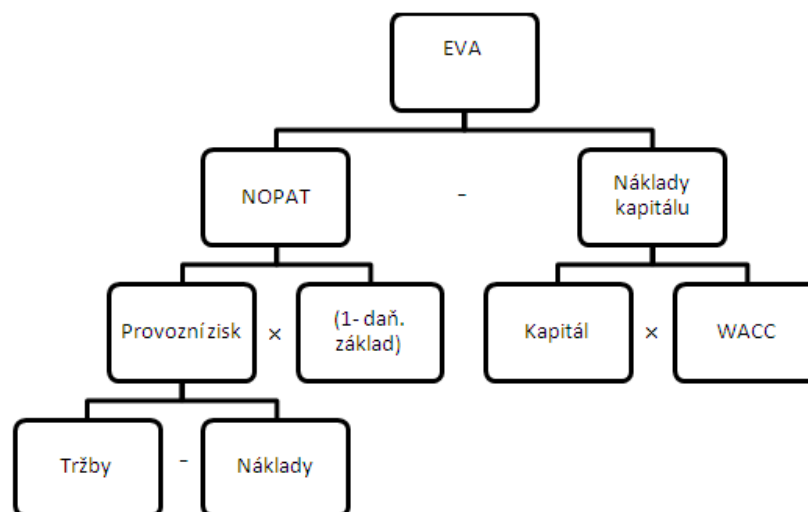 EVA
NOPAT
-
Náklady
kapitálu
Provozní zisk
×
(1- daň.
základ)
Kapitál
×
WACC
Tržby
-
Náklady